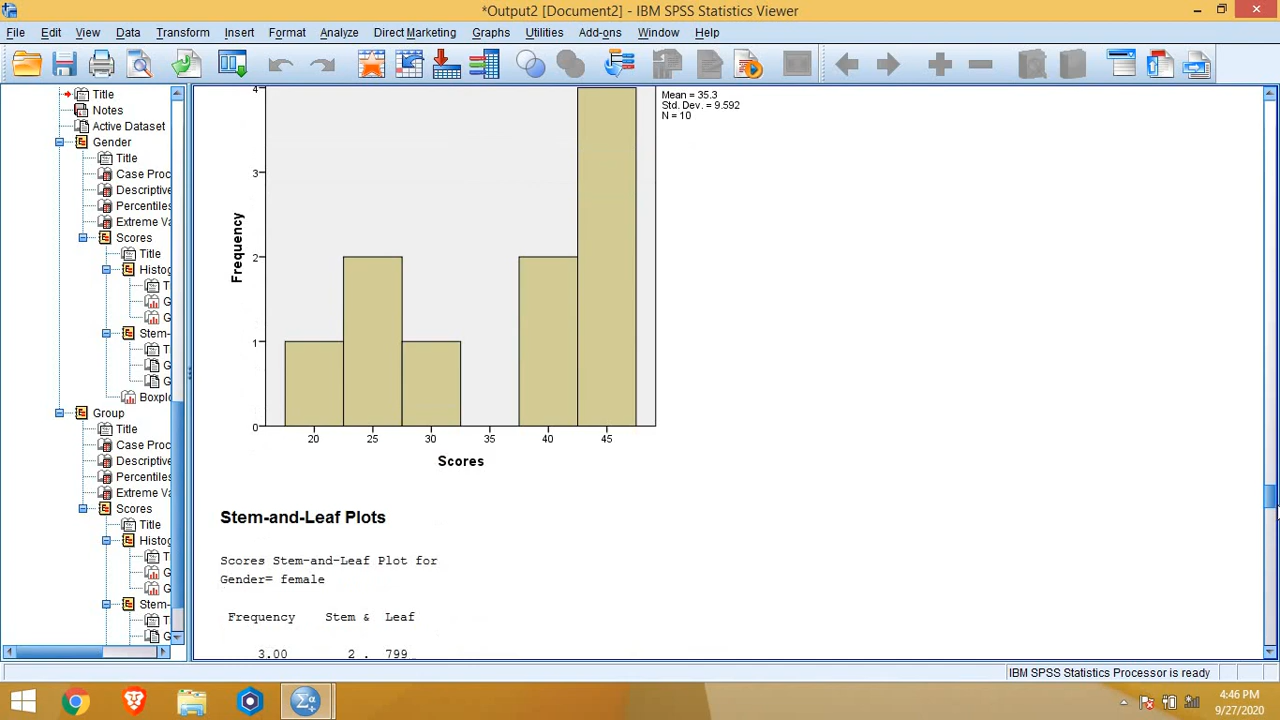 *Output2 [Document2] - IBM SPSS Statistics Viewer
File Edit View Data Transform Insert Format Analyze Direct Marketing Graphs Utilities Add-ons Window Help
Title
Notes
Active Dataset
Gender
Title
Case Proc
Descriptive
Percentiles
Extreme Va
Scores
Title
Histog
T
G
G
Stem-
T
G
G
Boxplo
Group
Title
Case Proc
Descriptive
Percentiles
Extreme Va
Scores
Title
Histog
T
G
G
Stem-
T
G
Mean = 35.3
Std. Dev. = 9.592
N = 10
4
3
2
1
0
Frequency
20 25 30 35 40 45
Scores
Stem-and-Leaf Plots
Scores Stem-and-Leaf Plot for
Gender= female
Frequency Stem & Leaf
3.00 2 . 799
IBM SPSS Statistics Processor is ready
4:46 PM
9/27/2020